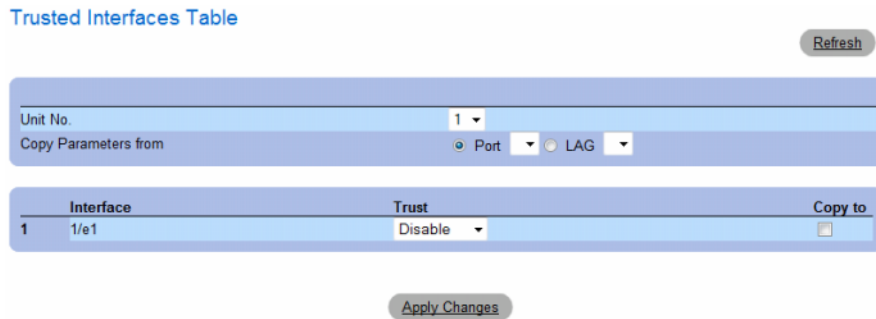 Trusted Interfaces Table
Refresh
Unit No. 1
Copy Parameters from Port LAG
Interface Trust Copy to
1 1/e1 Disable
Apply Changes